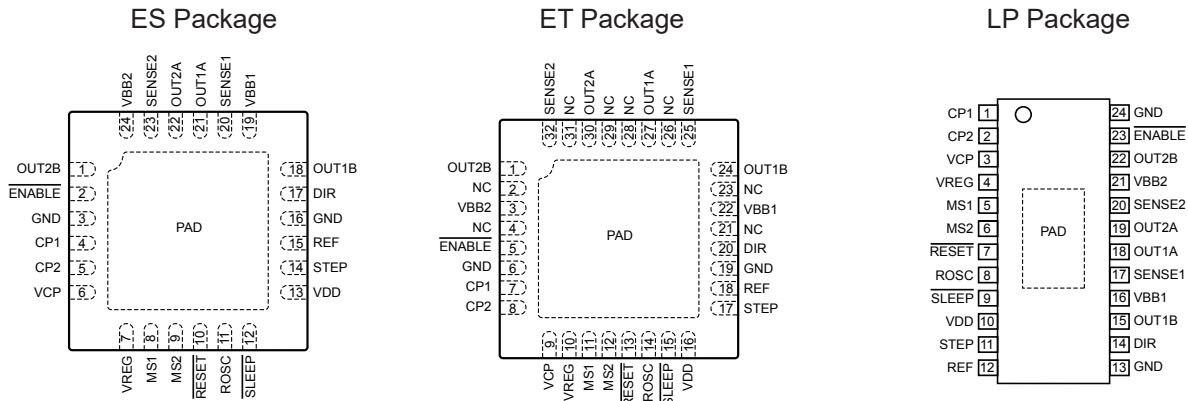 ES Package
24 VBB2
23 SENSE2
22 OUT2A
21 OUT1A
20 SENSE1
19 VBB1
OUT2B 1
ENABLE 2
GND 3
CP1 4
CP2 5
VCP 6
PAD
18 OUT1B
17 DIR
16 GND
15 REF
14 STEP
13 VDD
VREG 7
MS1 8
MS2 9
RESET 10
ROSC 11
SLEEP 12
ET Package
32 SENSE2
31 NC
30 OUT2A
29 NC
28 NC
27 OUT1A
26 NC
25 SENSE1
OUT2B 1
NC 2
VBB2 3
NC 4
ENABLE 5
GND 6
CP1 7
CP2 8
PAD
24 OUT1B
23 NC
22 VBB1
21 NC
20 DIR
19 GND
18 REF
17 STEP
VCP 9
VREG 10
MS1 11
MS2 12
RESET 13
ROSC 14
SLEEP 15
VDD 16
LP Package
CP1 1
CP2 2
VCP 3
VREG 4
MS1 5
MS2 6
RESET 7
ROSC 8
SLEEP 9
VDD 10
STEP 11
REF 12
PAD
24 GND
23 ENABLE
22 OUT2B
21 VBB2
20 SENSE2
19 OUT2A
18 OUT1A
17 SENSE1
16 VBB1
15 OUT1B
14 DIR
13 GND